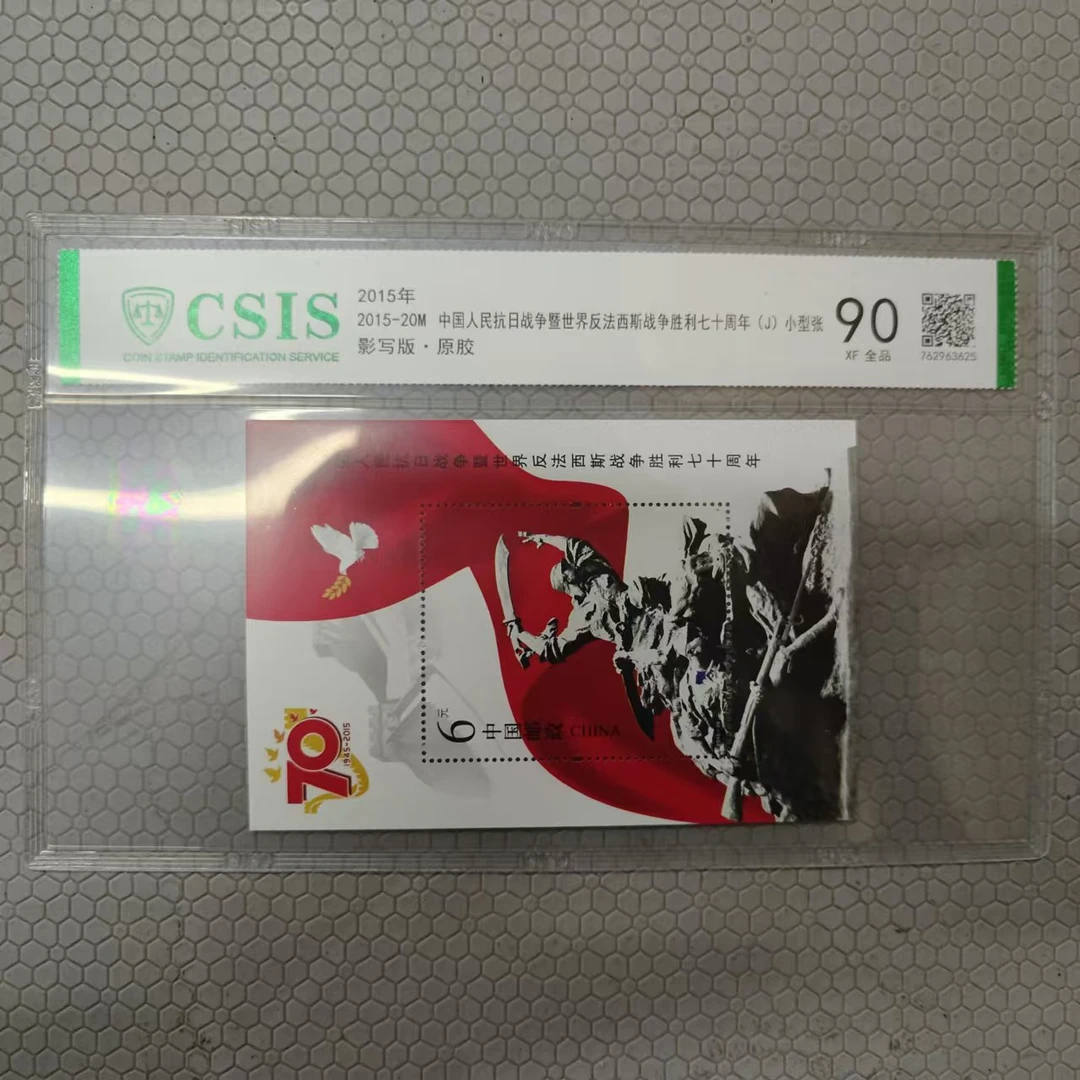 CSIS
COIN STAMP IDENTIFICATION SERVICE
2015年
2015-20M 中国人民抗日战争暨世界反法西斯战争胜利七十周年（J）小型张
影写版·原胶
90
XF 全品
762963625
人民抗日战争暨世界反法西斯战争胜利七十周年
6元 中国邮政 CHINA
70
1945-2015